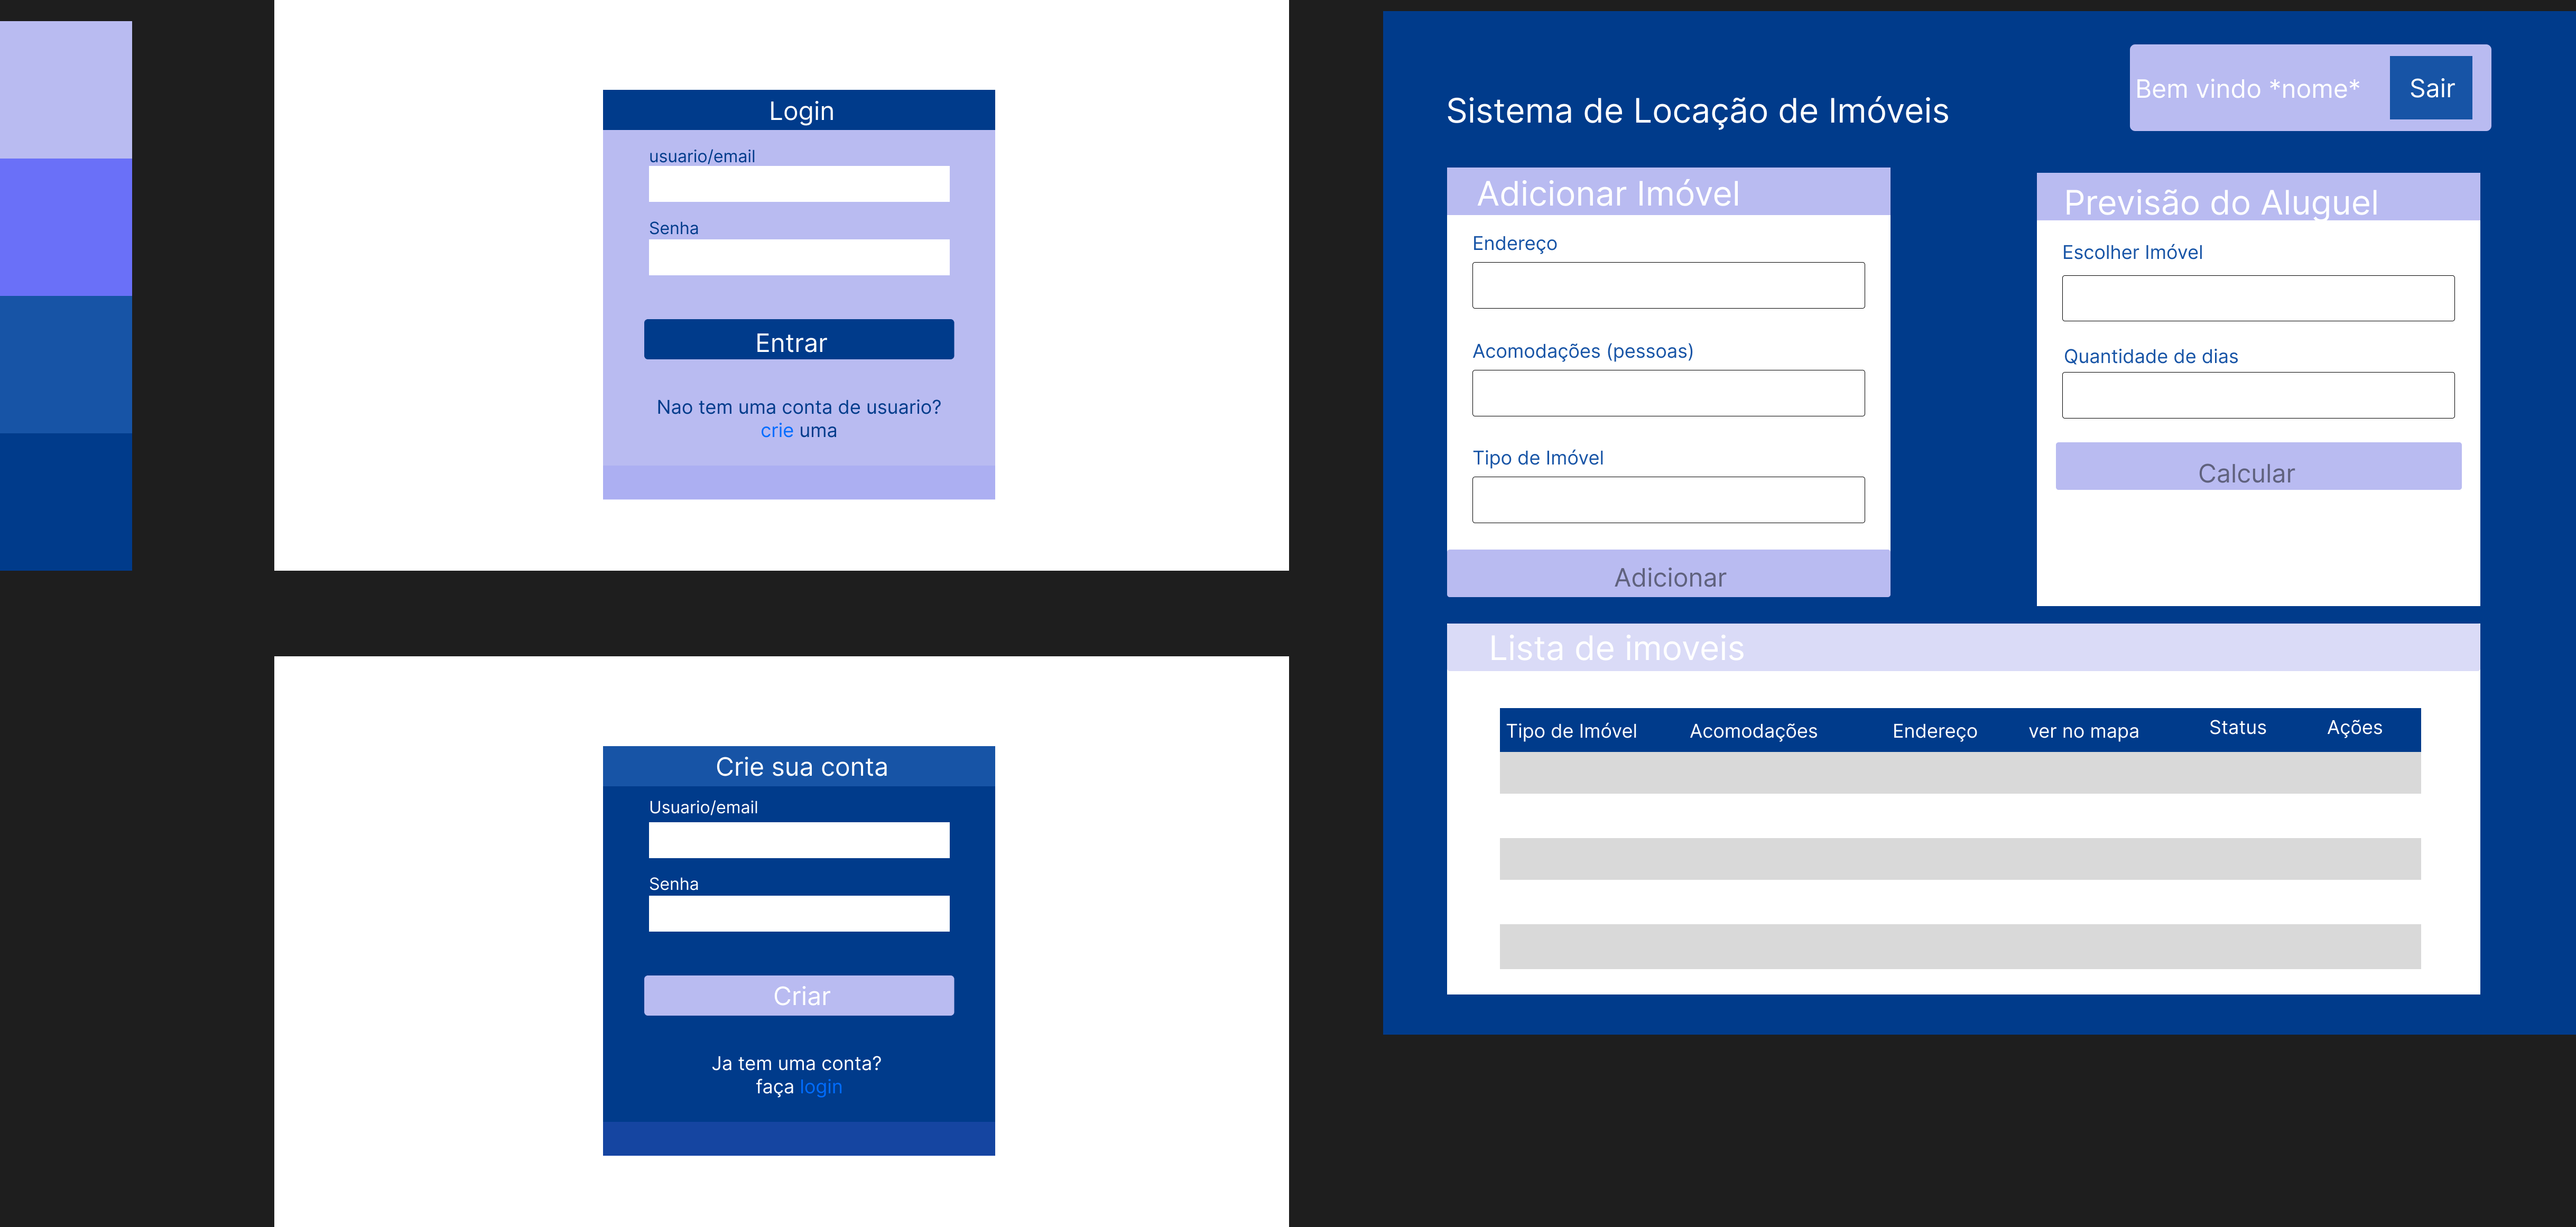 Login
usuario/email
Senha
Entrar
Nao tem uma conta de usuario?
crie uma
Crie sua conta
Usuario/email
Senha
Criar
Ja tem uma conta?
faça login
Bem vindo *nome*
Sair
Sistema de Locação de Imóveis
Adicionar Imóvel
Endereço
Acomodações (pessoas)
Tipo de Imóvel
Adicionar
Previsão do Aluguel
Escolher Imóvel
Quantidade de dias
Calcular
Lista de imoveis
Tipo de Imóvel Acomodações Endereço ver no mapa Status Ações